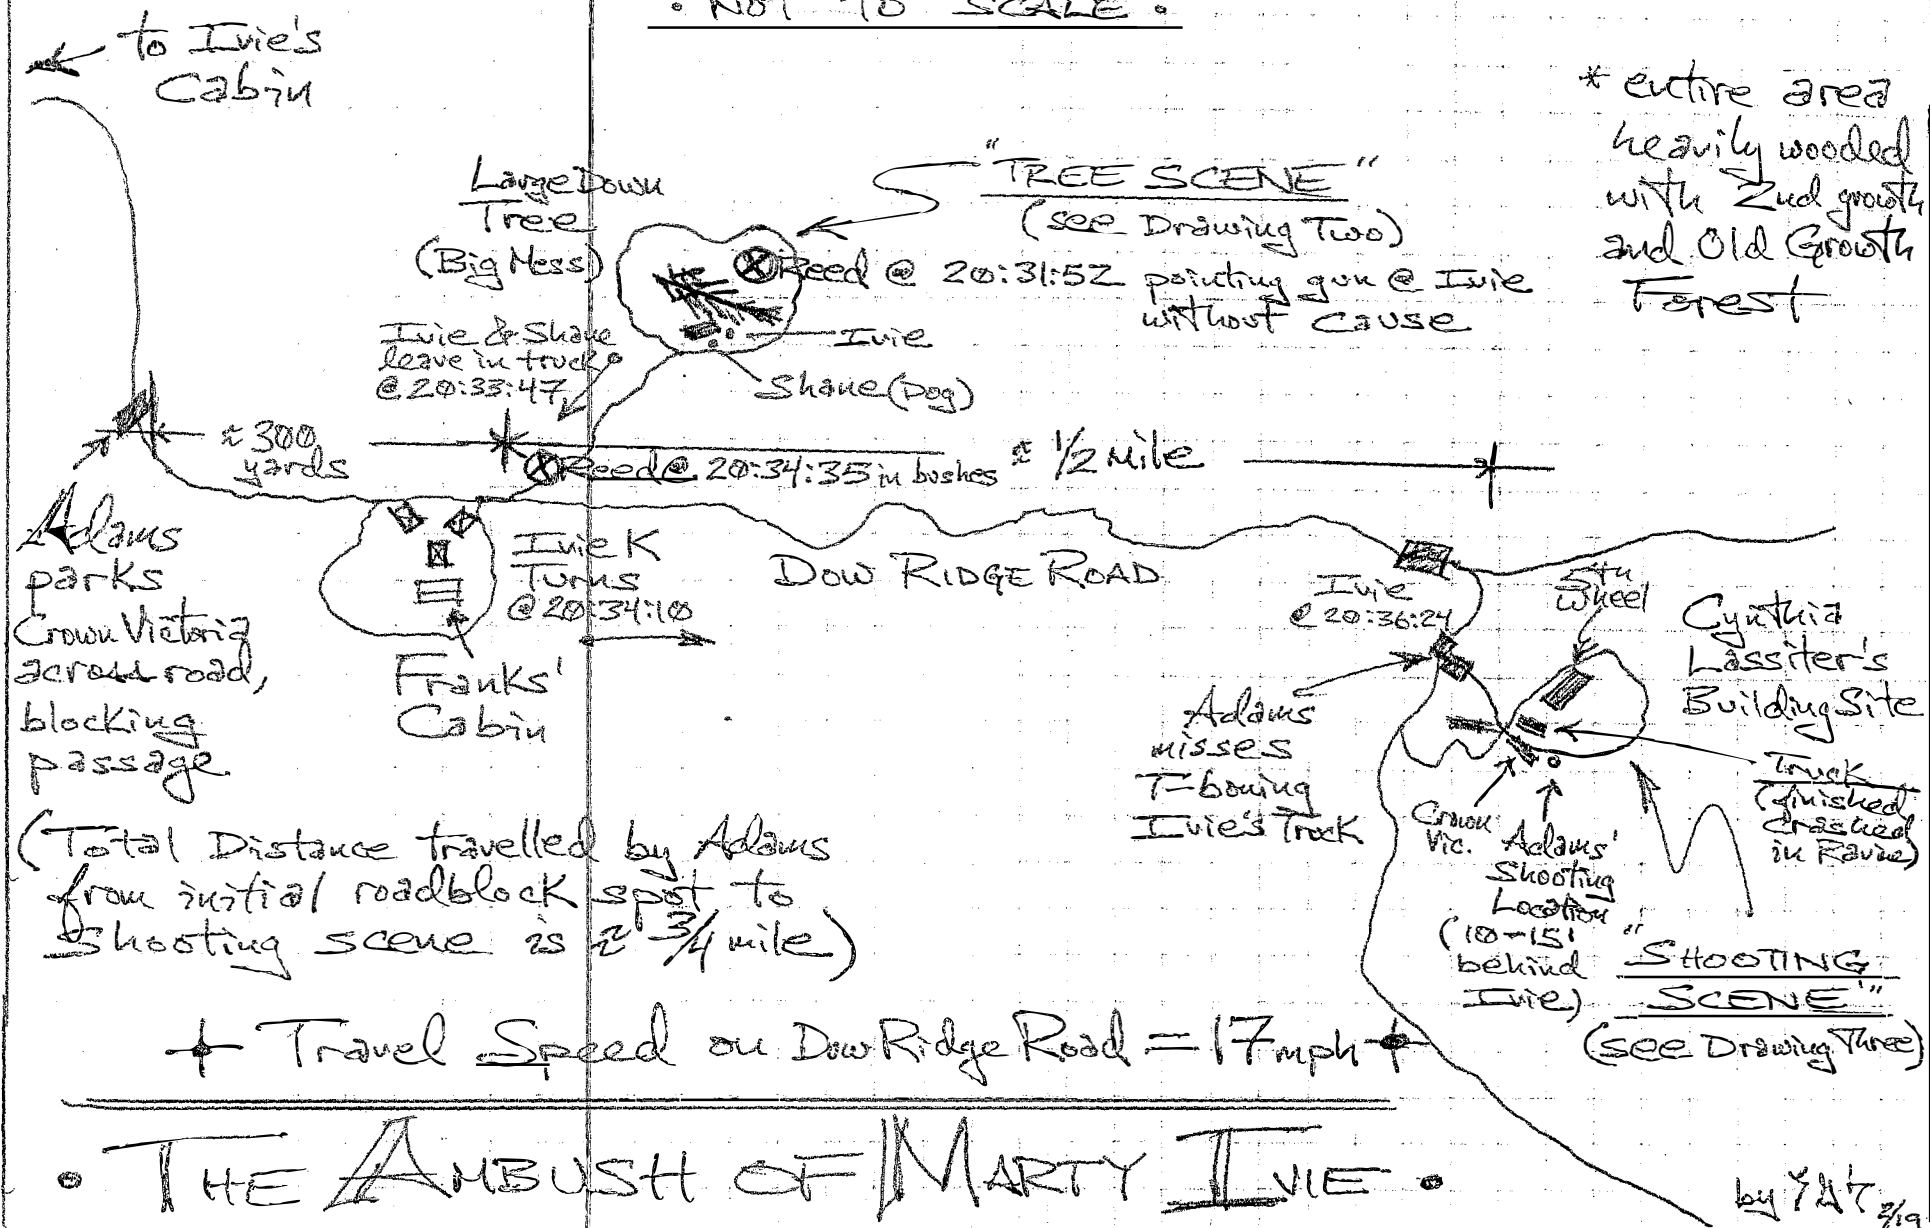 • NOT TO SCALE •
to Ivie's
Cabin
* entire area
heavily wooded
with 2nd growth
and Old Growth
Forest
Large Down
Tree
(Big Mess)
"TREE SCENE"
(see Drawing Two)
Reed @ 20:31:52 pointing gun @ Ivie
without cause
Ivie
Shane (Dog)
Ivie & Shane
leave in truck
@ 20:33:47
≈ 300
yards
Reed @ 20:34:35 in bushes
≈ 1/2 mile
Adams
parks
Crown Victoria
across road,
blocking
passage
Ivie K
Turns
@ 20:34:10
Franks'
Cabin
DOW RIDGE ROAD
Ivie
@ 20:36:24
5th
Wheel
Cynthia
Lassiter's
Building Site
Adams
misses
T-boning
Ivie's Truck
Crown
Vic.
Adams'
Shooting
Location
(10-15'
behind
Ivie)
Truck
(finished
crashed
in Ravine)
"SHOOTING
SCENE"
(see Drawing Three)
(Total Distance travelled by Adams
from initial roadblock spot to
shooting scene is ≈ 3/4 mile)
Travel Speed on Dow Ridge Road = 17 mph
• THE AMBUSH OF MARTY IVIE •
by
2/19